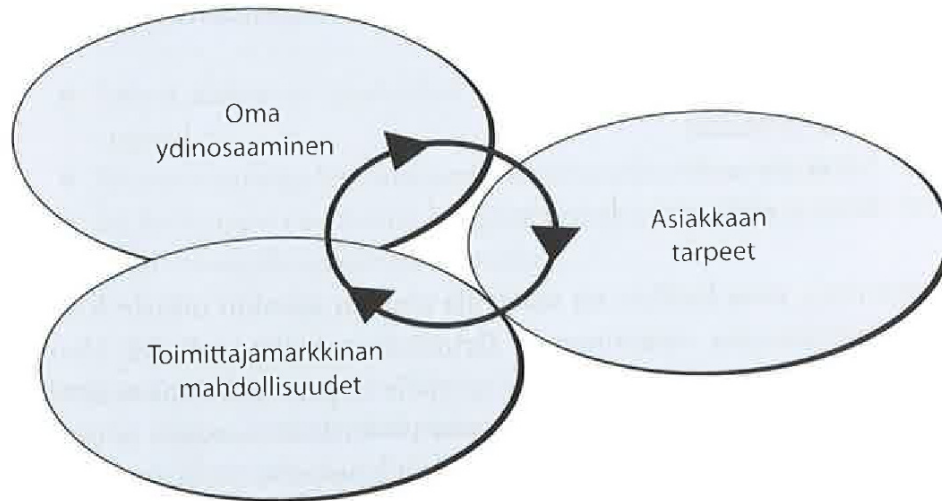 Oma
ydinosaaminen
Asiakkaan
tarpeet
Toimittajamarkkinan
mahdollisuudet